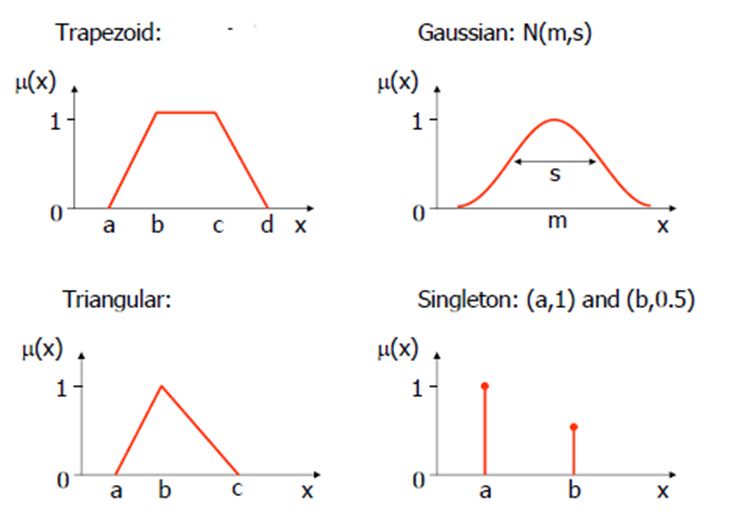 Trapezoid:
μ(x)
1
0
a b c d x
Gaussian: N(m,s)
μ(x)
1
s
0
m x
Triangular:
μ(x)
1
0
a b c x
Singleton: (a,1) and (b,0.5)
μ(x)
1
0
a b x